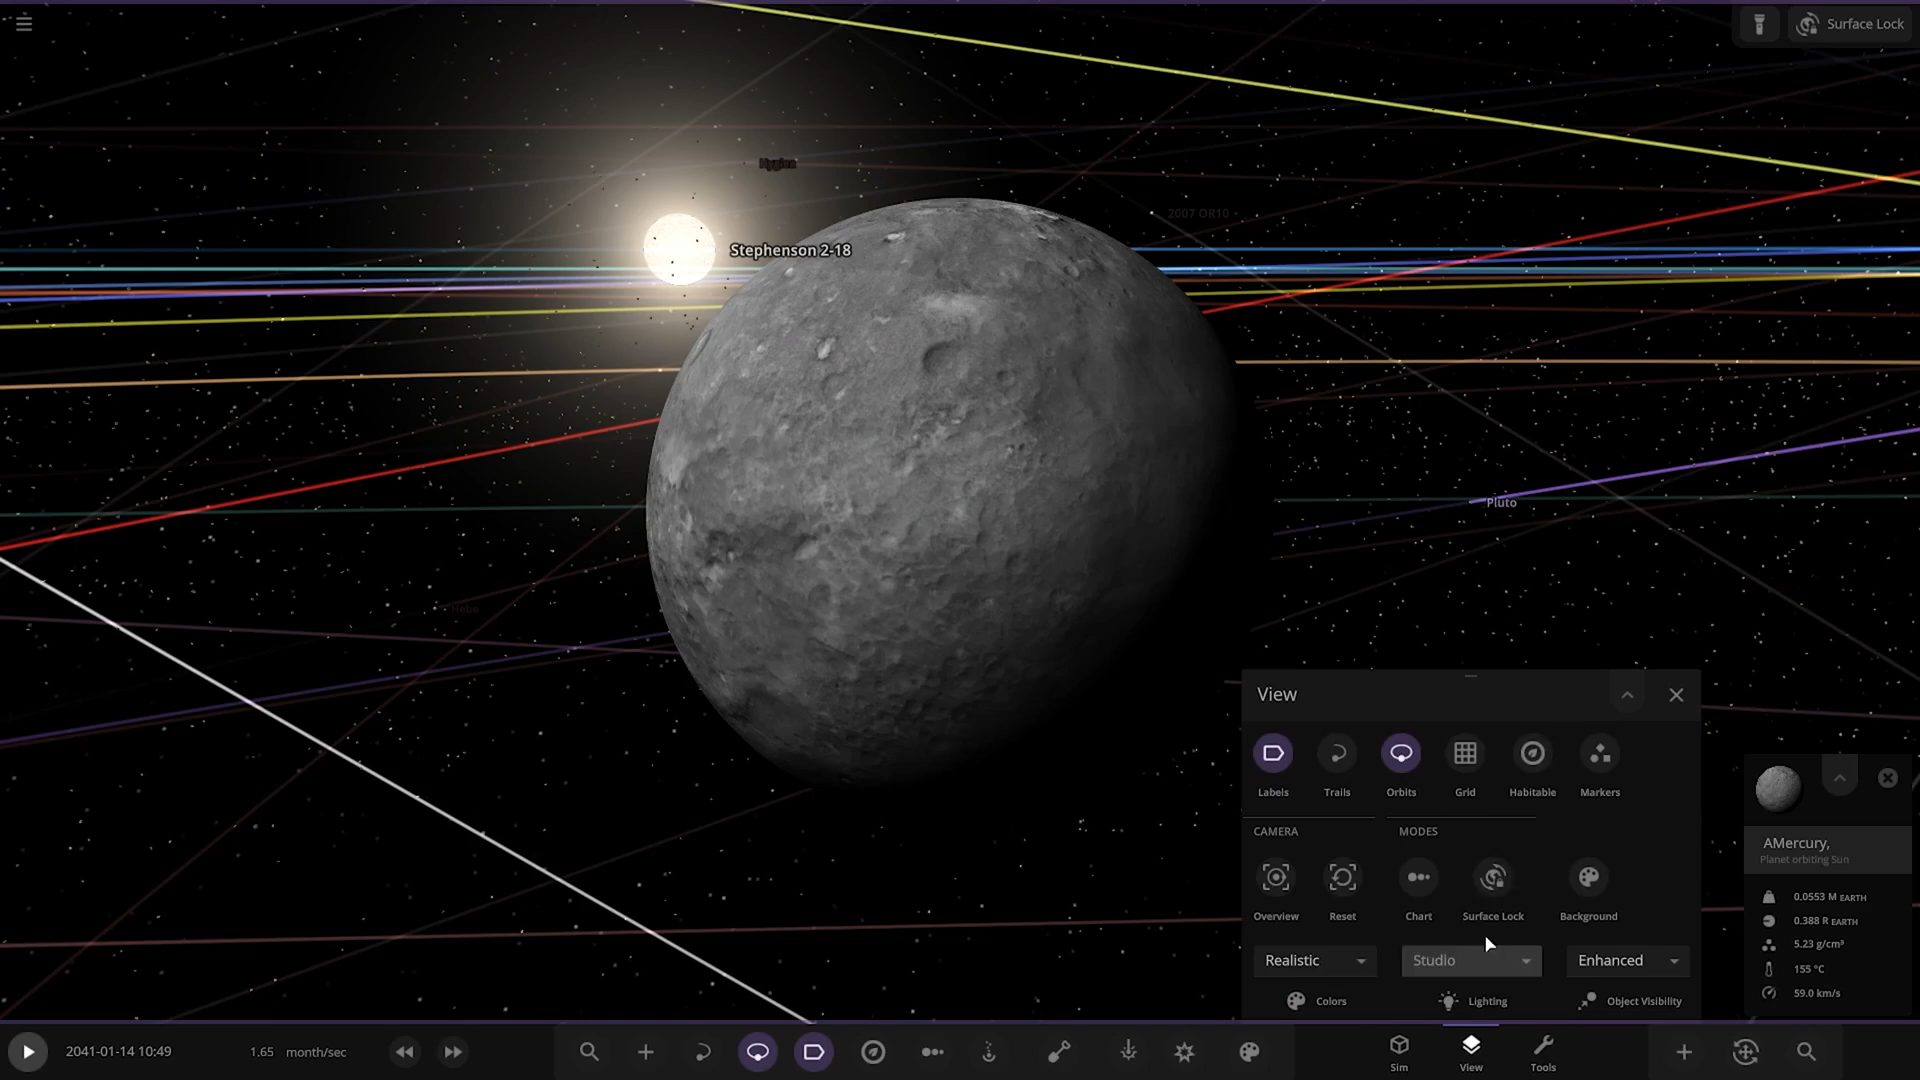 Surface Lock
Hygiea
2007 OR10
Stephenson 2-18
Pluto
Hebe
View
Labels
Trails
Orbits
Grid
Habitable
Markers
CAMERA
MODES
Overview
Reset
Chart
Surface Lock
Background
Realistic
Studio
Enhanced
Colors
Lighting
Object Visibility
AMercury,
Planet orbiting Sun
0.0553 M EARTH
0.388 R EARTH
5.23 g/cm³
155 °C
59.0 km/s
2041-01-14 10:49
1.65 month/sec
Sim
View
Tools